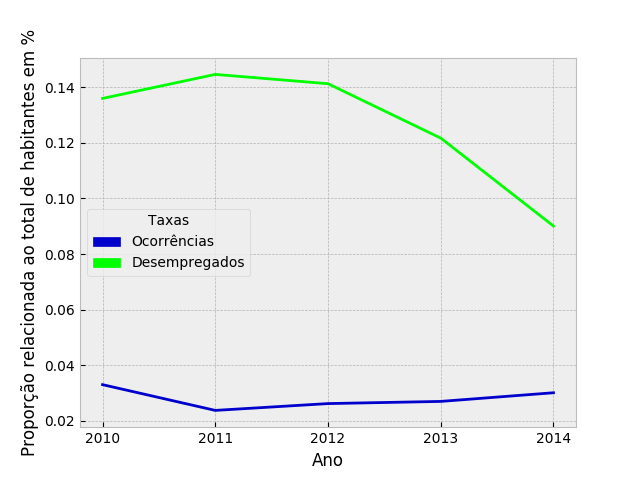 Proporção relacionada ao total de habitantes em %
0.14
0.12
0.10
0.08
0.06
0.04
0.02
Taxas
Ocorrências
Desempregados
2010 2011 2012 2013 2014
Ano